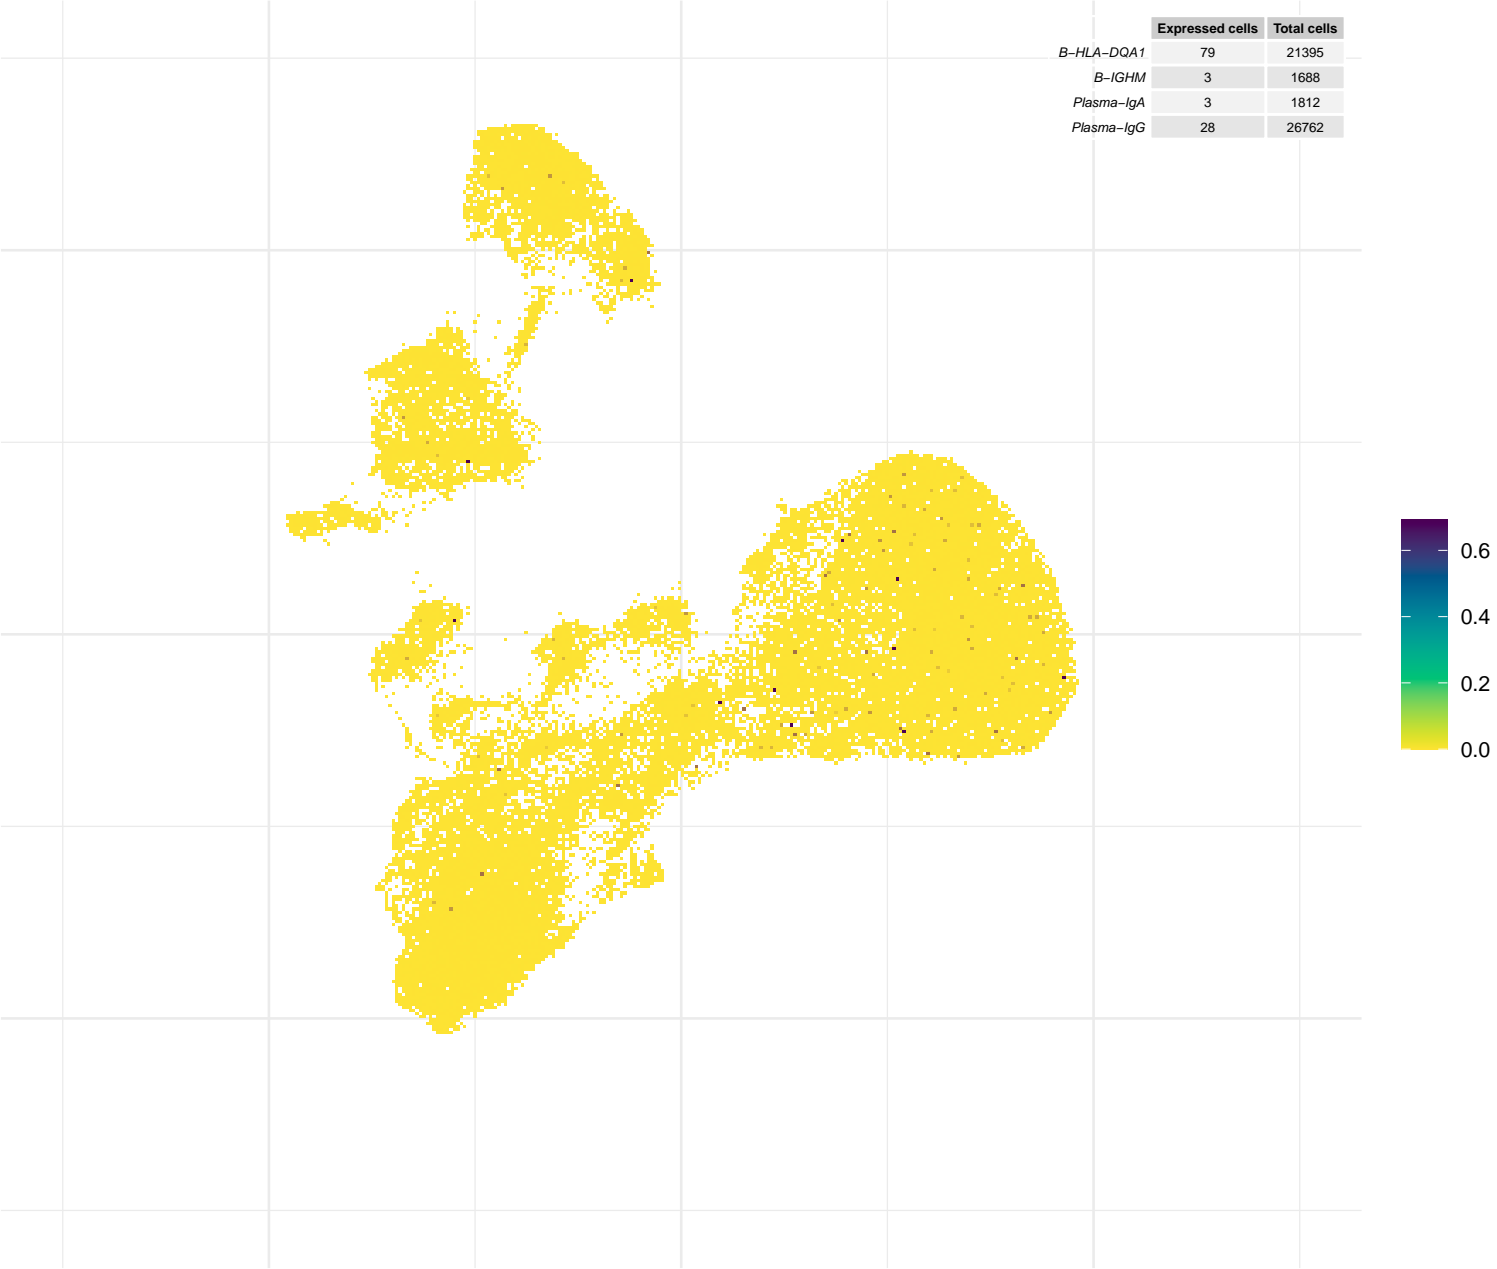 Expressed cells Total cells
B−HLA−DQA1 79 21395
B−IGHM 3 1688
Plasma−IgA 3 1812
Plasma−IgG 28 26762
0.6
0.4
0.2
0.0